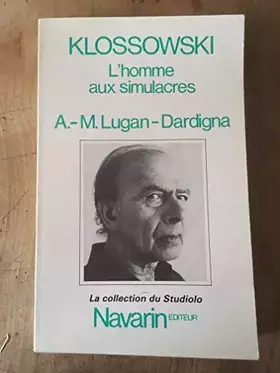 KLOSSOWSKI
L'homme
aux simulacres
A.-M. Lugan-Dardigna
La collection du Studiolo
Navarin EDITEUR